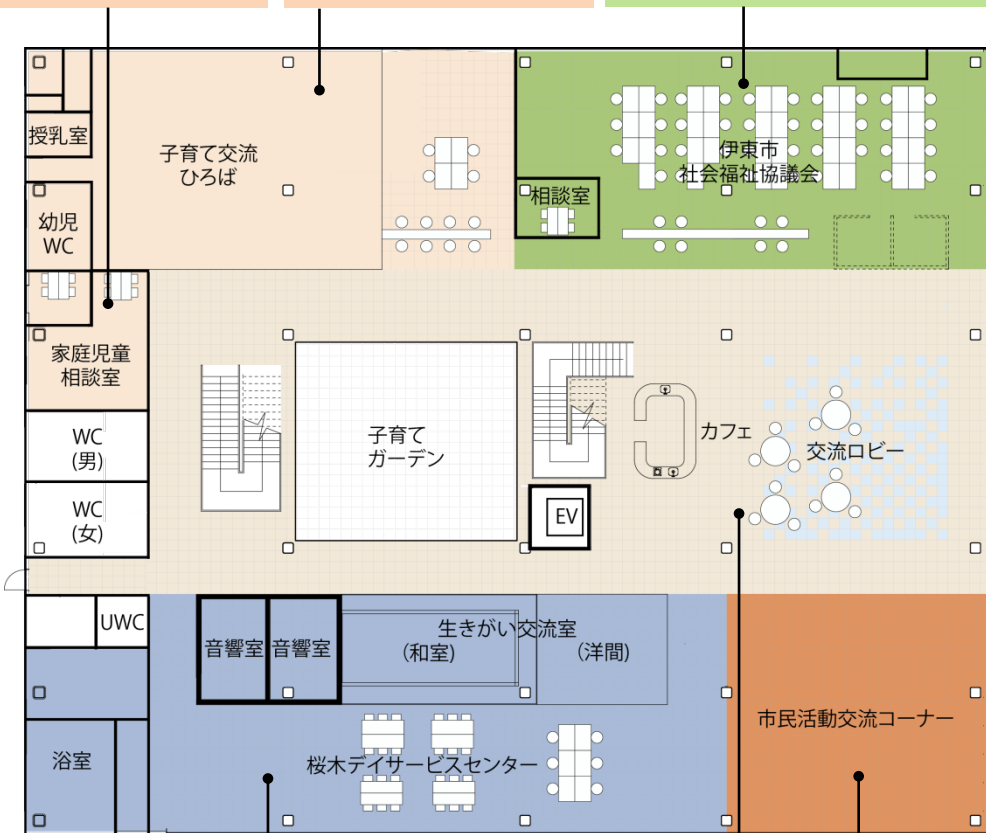 授乳室
子育て交流
ひろば
伊東市
社会福祉協議会
相談室
幼児
WC
家庭児童
相談室
WC
(男)
子育て
ガーデン
カフェ
交流ロビー
WC
(女)
EV
UWC
音響室
音響室
生きがい交流室
(和室)
(洋間)
市民活動交流コーナー
浴室
桜木デイサービスセンター